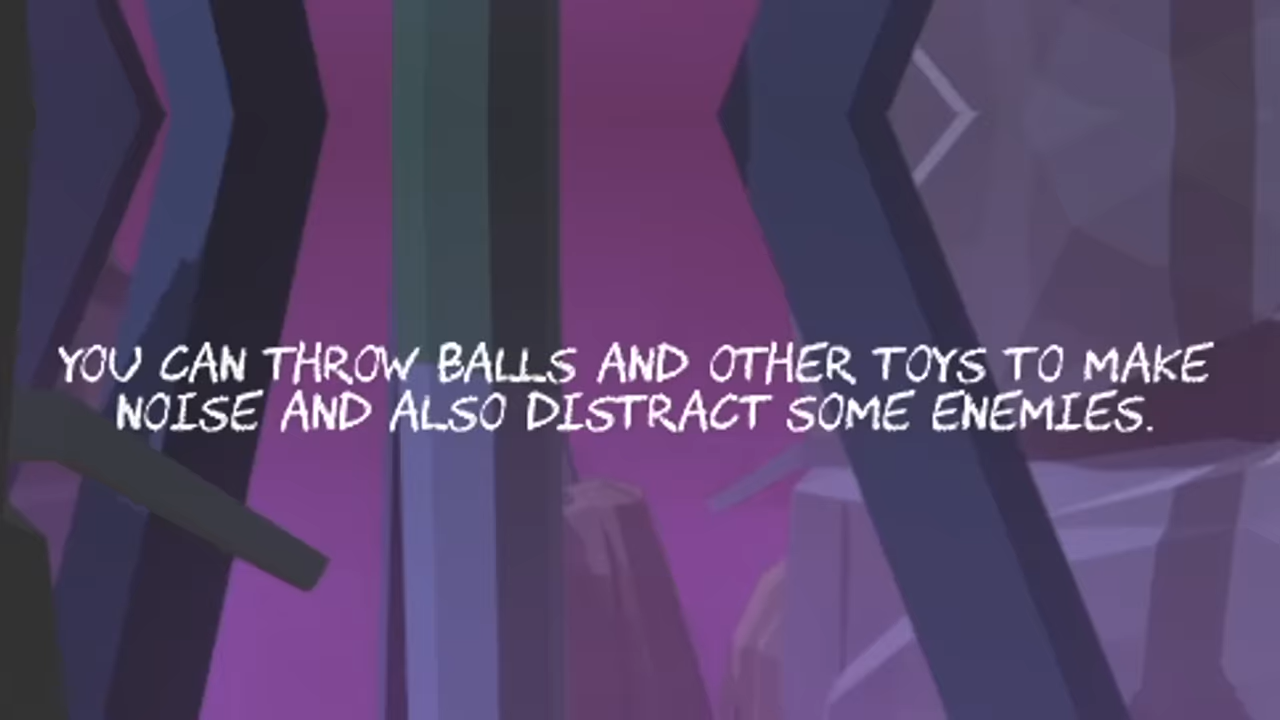 YOU CAN THROW BALLS AND OTHER TOYS TO MAKE
NOISE AND ALSO DISTRACT SOME ENEMIES.